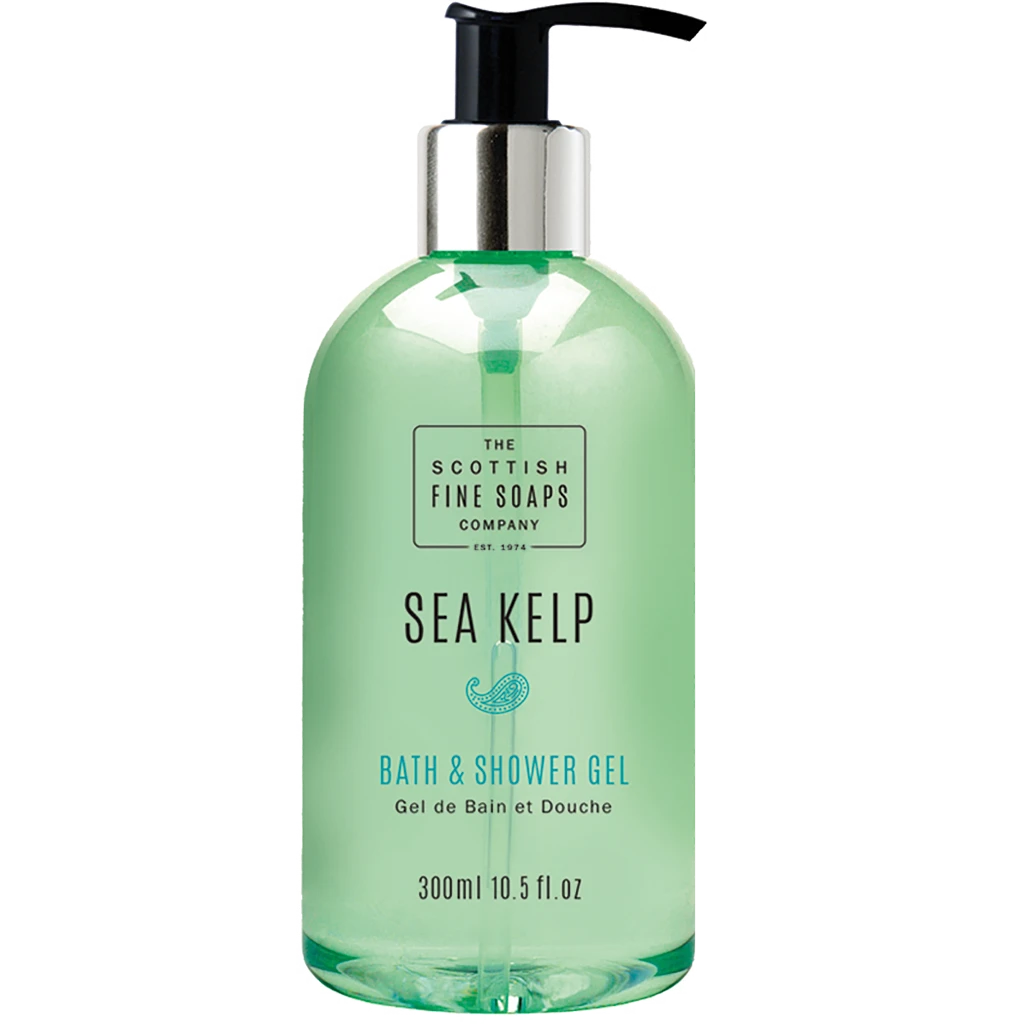 THE
SCOTTISH
FINE SOAPS
COMPANY
EST. 1974
SEA KELP
BATH & SHOWER GEL
Gel de Bain et Douche
300ml 10.5 fl.oz